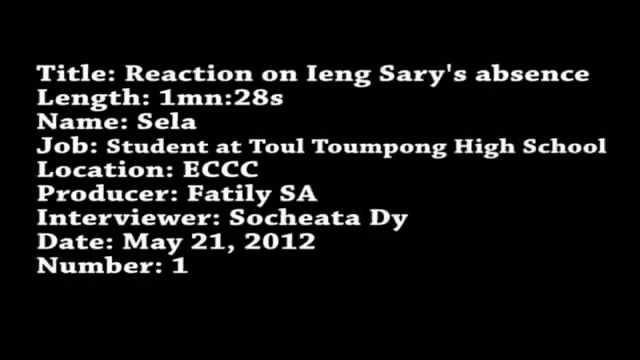 Title: Reaction on Ieng Sary's absence
Length: 1mn:28s
Name: Sela
Job: Student at Toul Toumpong High School
Location: ECCC
Producer: Fatily SA
Interviewer: Socheata Dy
Date: May 21, 2012
Number: 1